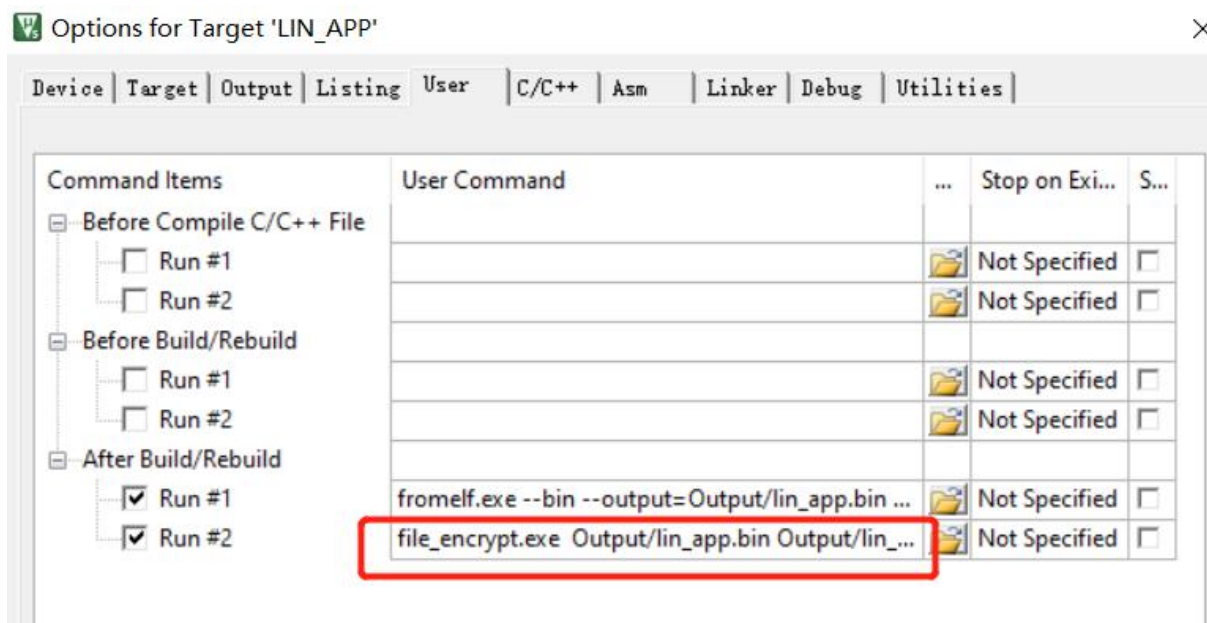 Options for Target 'LIN_APP'
Device Target Output Listing User C/C++ Asm Linker Debug Utilities
Command Items User Command ... Stop on Exi... S...
Before Compile C/C++ File
Run #1 Not Specified
Run #2 Not Specified
Before Build/Rebuild
Run #1 Not Specified
Run #2 Not Specified
After Build/Rebuild
Run #1 fromelf.exe --bin --output=Output/lin_app.bin ... Not Specified
Run #2 file_encrypt.exe Output/lin_app.bin Output/lin_... Not Specified